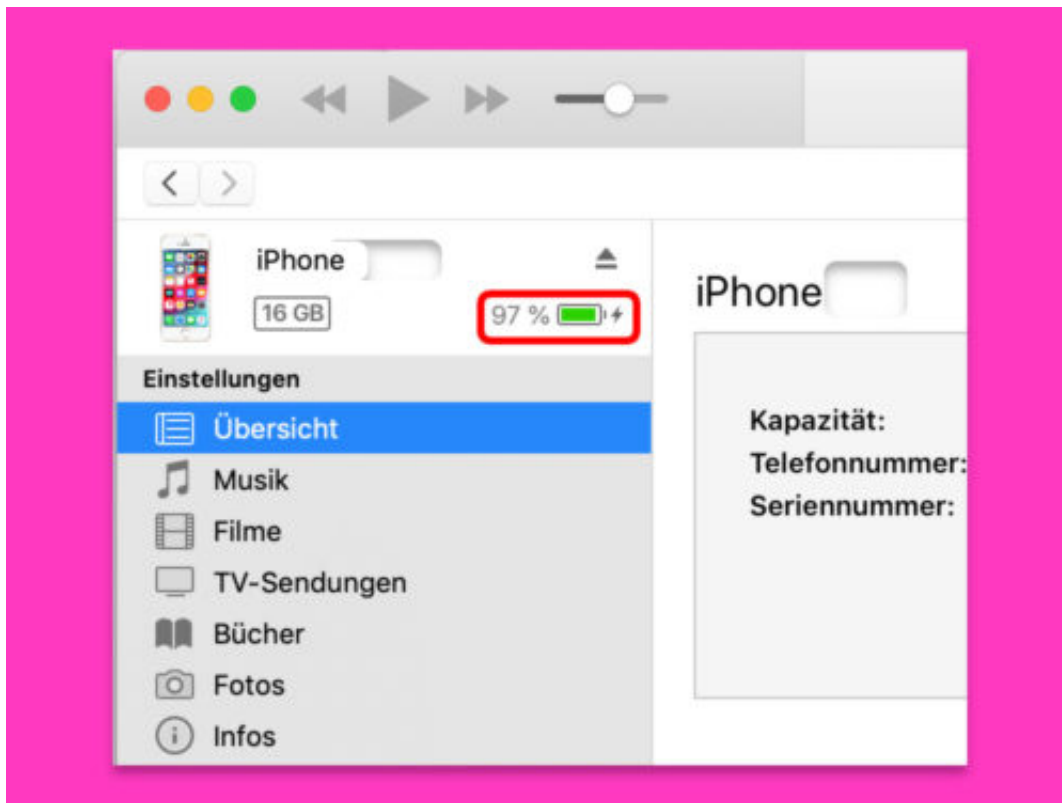 iPhone
16 GB
97 %
Einstellungen
Übersicht
Musik
Filme
TV-Sendungen
Bücher
Fotos
Infos
iPhone
Kapazität:
Telefonnummer:
Seriennummer: